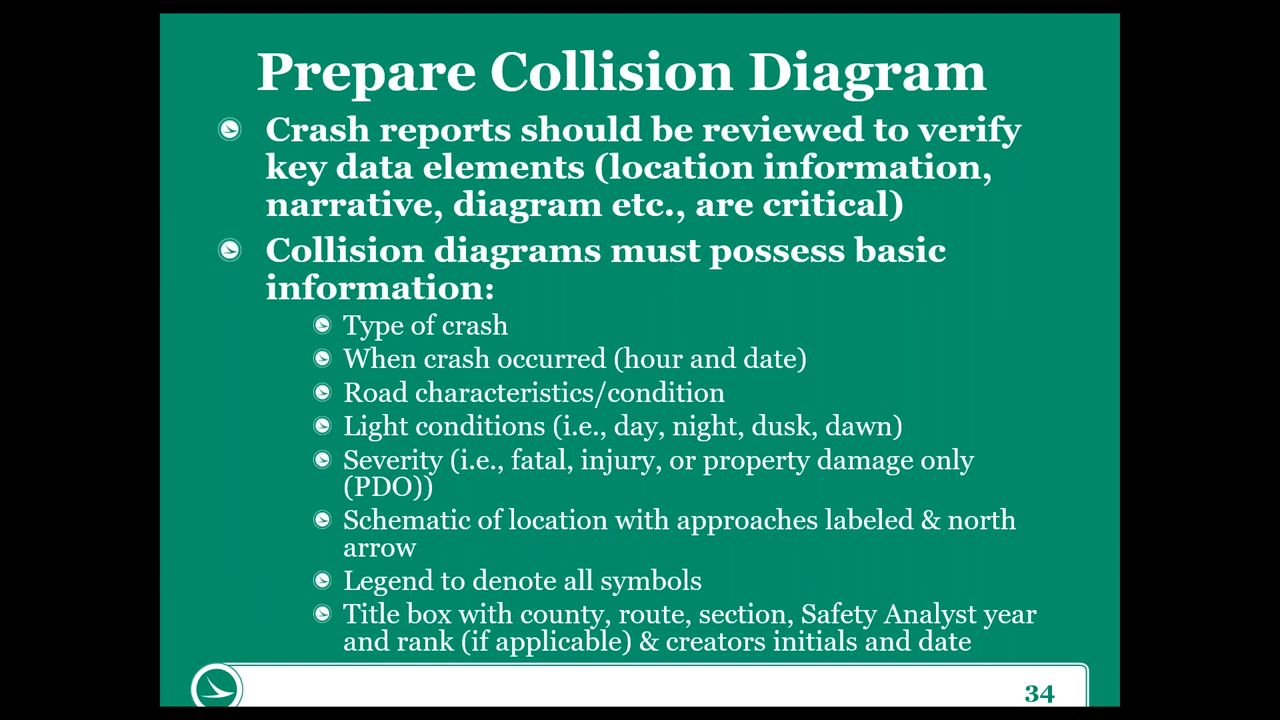 Prepare Collision Diagram
Crash reports should be reviewed to verify
key data elements (location information,
narrative, diagram etc., are critical)
Collision diagrams must possess basic
information:
Type of crash
When crash occurred (hour and date)
Road characteristics/condition
Light conditions (i.e., day, night, dusk, dawn)
Severity (i.e., fatal, injury, or property damage only
(PDO))
Schematic of location with approaches labeled & north
arrow
Legend to denote all symbols
Title box with county, route, section, Safety Analyst year
and rank (if applicable) & creators initials and date
34